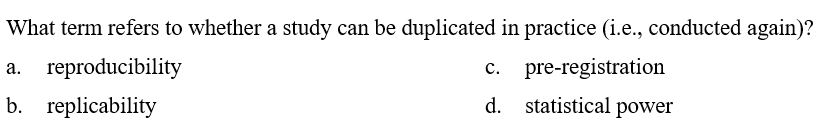 What term refers to whether a study can be duplicated in practice (i.e., conducted again)?
a. reproducibility
c. pre-registration
b. replicability
d. statistical power